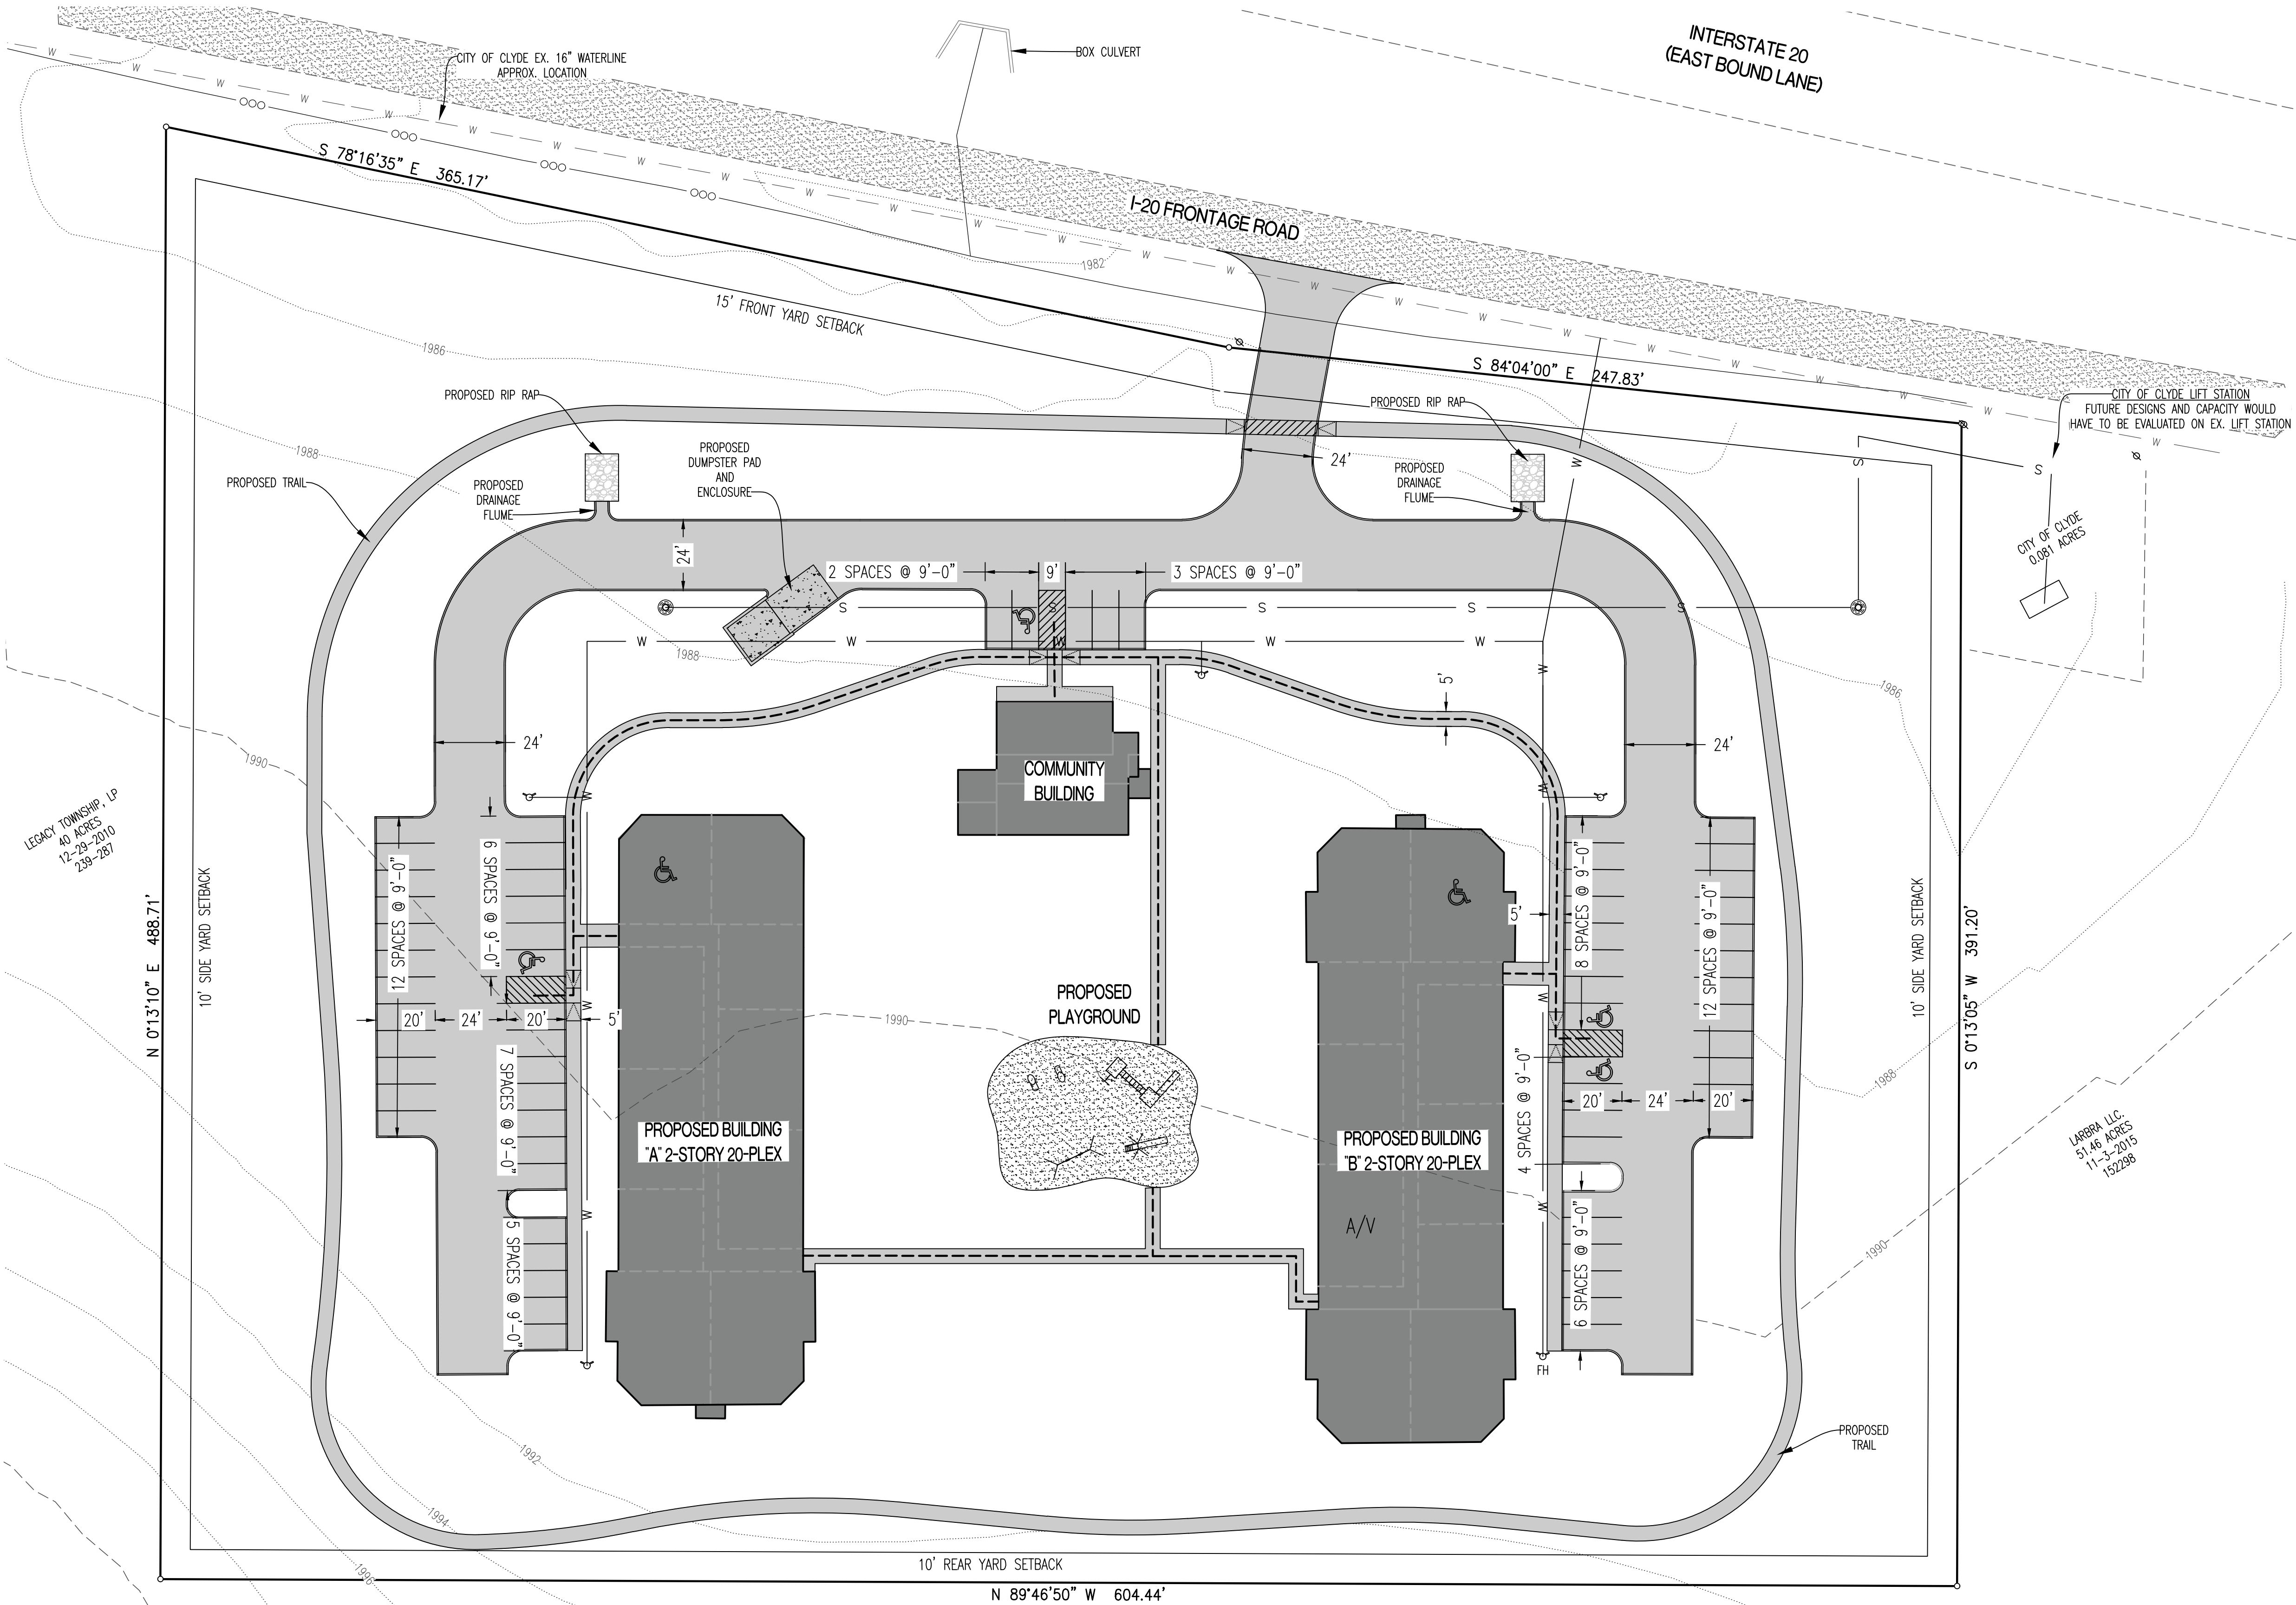 INTERSTATE 20
(EAST BOUND LANE)
BOX CULVERT
CITY OF CLYDE EX. 16" WATERLINE
APPROX. LOCATION
S 78°16'35" E 365.17'
I-20 FRONTAGE ROAD
1982
15' FRONT YARD SETBACK
1986
S 84°04'00" E 247.83'
CITY OF CLYDE LIFT STATION
FUTURE DESIGNS AND CAPACITY WOULD
HAVE TO BE EVALUATED ON EX. LIFT STATION
PROPOSED RIP RAP
PROPOSED RIP RAP
1988
PROPOSED TRAIL
PROPOSED
DRAINAGE
FLUME
PROPOSED
DUMPSTER PAD
AND
ENCLOSURE
24'
PROPOSED
DRAINAGE
FLUME
CITY OF CLYDE
0.081 ACRES
24'
2 SPACES @ 9'-0"
9'
3 SPACES @ 9'-0"
S
S
S
S
S
S
S
W
W
W
W
W
1988
5'
1986
24'
24'
1990
COMMUNITY
BUILDING
LEGACY TOWNSHIP, LP
40 ACRES
12-29-2010
239-287
N 0°13'10" E 488.71'
10' SIDE YARD SETBACK
12 SPACES @ 9'-0"
6 SPACES @ 9'-0"
5'
8 SPACES @ 9'-0"
12 SPACES @ 9'-0"
10' SIDE YARD SETBACK
S 0°13'05" W 391.20'
20'
24'
20'
5'
PROPOSED
PLAYGROUND
1990
7 SPACES @ 9'-0"
4 SPACES @ 9'-0"
20'
24'
20'
1988
PROPOSED BUILDING
"A" 2-STORY 20-PLEX
PROPOSED BUILDING
"B" 2-STORY 20-PLEX
LARBRA LLC.
51.46 ACRES
11-3-2015
152298
A/V
5 SPACES @ 9'-0"
6 SPACES @ 9'-0"
1990
FH
PROPOSED
TRAIL
1992
1994
1996
10' REAR YARD SETBACK
N 89°46'50" W 604.44'